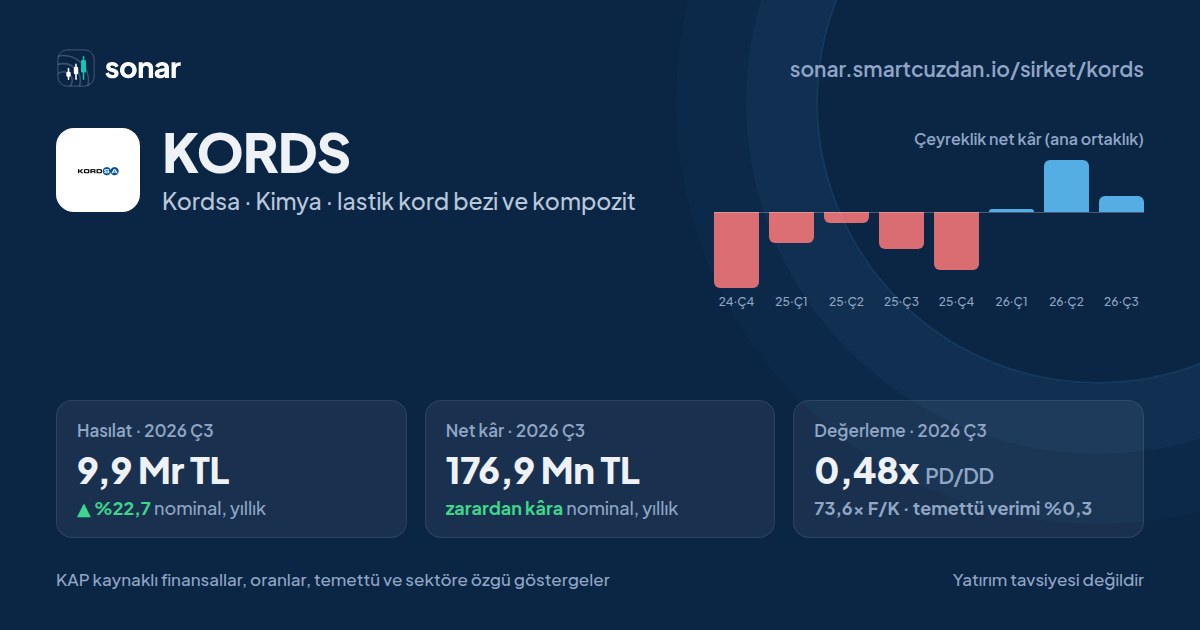 sonar
sonar.smartcuzdan.io/sirket/kords
KORDSA
KORDS
Kordsa · Kimya · lastik kord bezi ve kompozit
Çeyreklik net kâr (ana ortaklık)
24·Ç4 25·Ç1 25·Ç2 25·Ç3 25·Ç4 26·Ç1 26·Ç2 26·Ç3
Hasılat · 2026 Ç3
9,9 Mr TL
▲ %22,7 nominal, yıllık
Net kâr · 2026 Ç3
176,9 Mn TL
zarardan kâra nominal, yıllık
Değerleme · 2026 Ç3
0,48x PD/DD
73,6× F/K · temettü verimi %0,3
KAP kaynaklı finansallar, oranlar, temettü ve sektöre özgü göstergeler
Yatırım tavsiyesi değildir